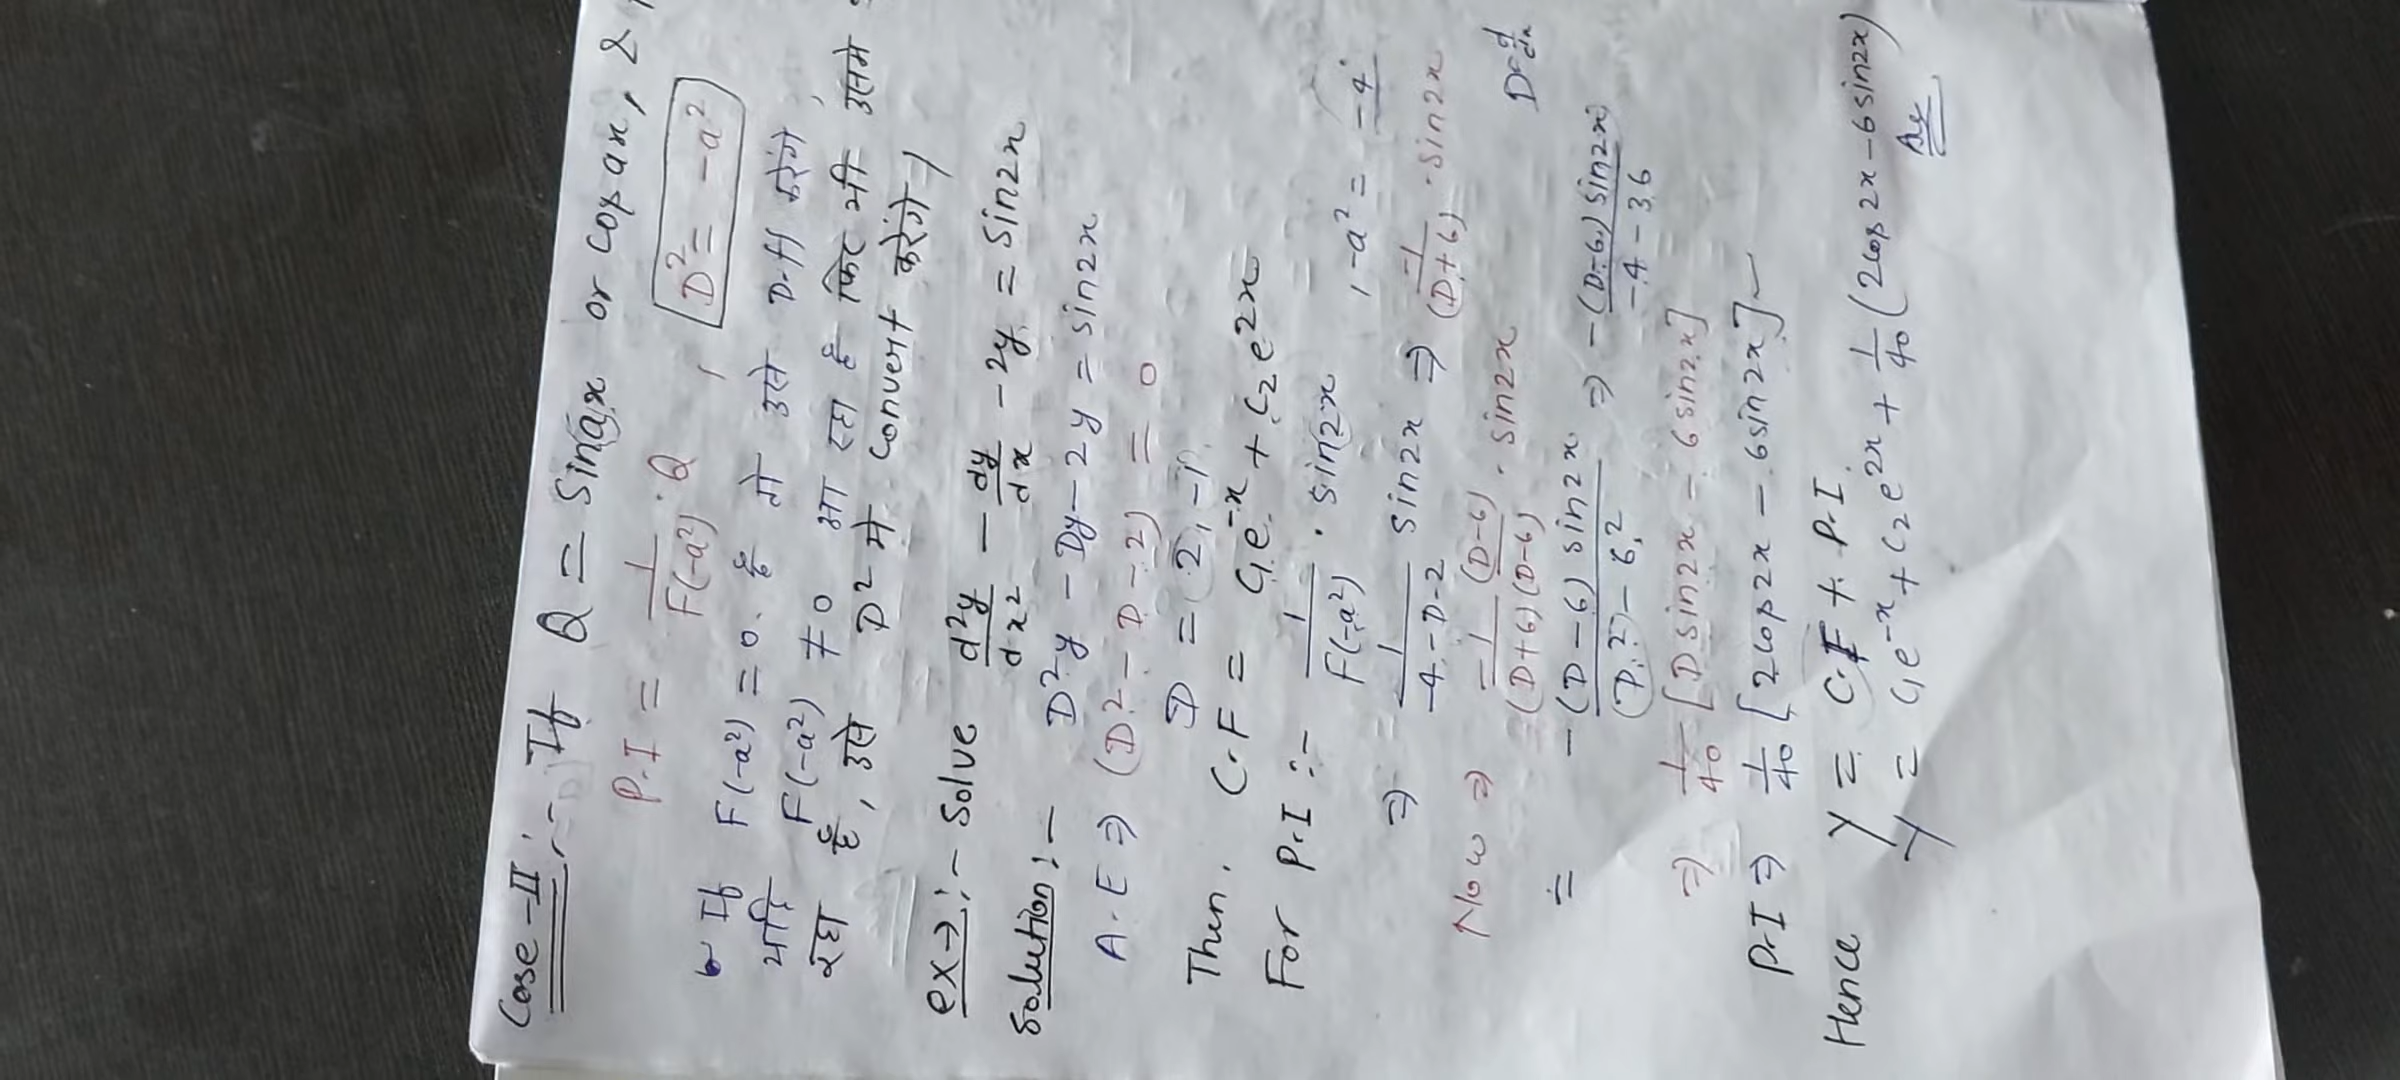 Case-II :- If Q = Sin ax or cos ax,
P.I = 1/F(-a²) . Q , D² = -a²
If F(-a²) = 0 है तो उसे Diff करेंगे,
यदि F(-a²) ≠ 0 आ रहा है फिर भी उसमे
रहा है, उसे D² मे convert करेंगे।
ex→:- Solve d²y/dx² - dy/dx - 2y = Sin2x
Solution:-
D²y - Dy - 2y = sin2x
A.E ⇒ (D² - D - 2) = 0
D = 2, -1
Then, C.F = C₁e^-x + C₂e^2x
For P.I :- 1/F(-a²) . sin2x =
⇒ = 1/-4-D-2 sin2x ⇒ -1/(D+6) . sin2x , -a² = -4
Now ⇒ = -1/(D+6) (D-6)/(D-6) . sin2x D=d/dx
= -(D-6) sin2x/(D²)-6² ⇒ -(D-6) sin2x/-4-36
⇒ 1/40 [D sin2x - 6 sin2x]
P.I ⇒ 1/40 [2cos2x - 6sin2x]
Hence y = C.F + P.I
y = C₁e^-x + C₂e^2x + 1/40 (2cos2x - 6sin2x)
Ans